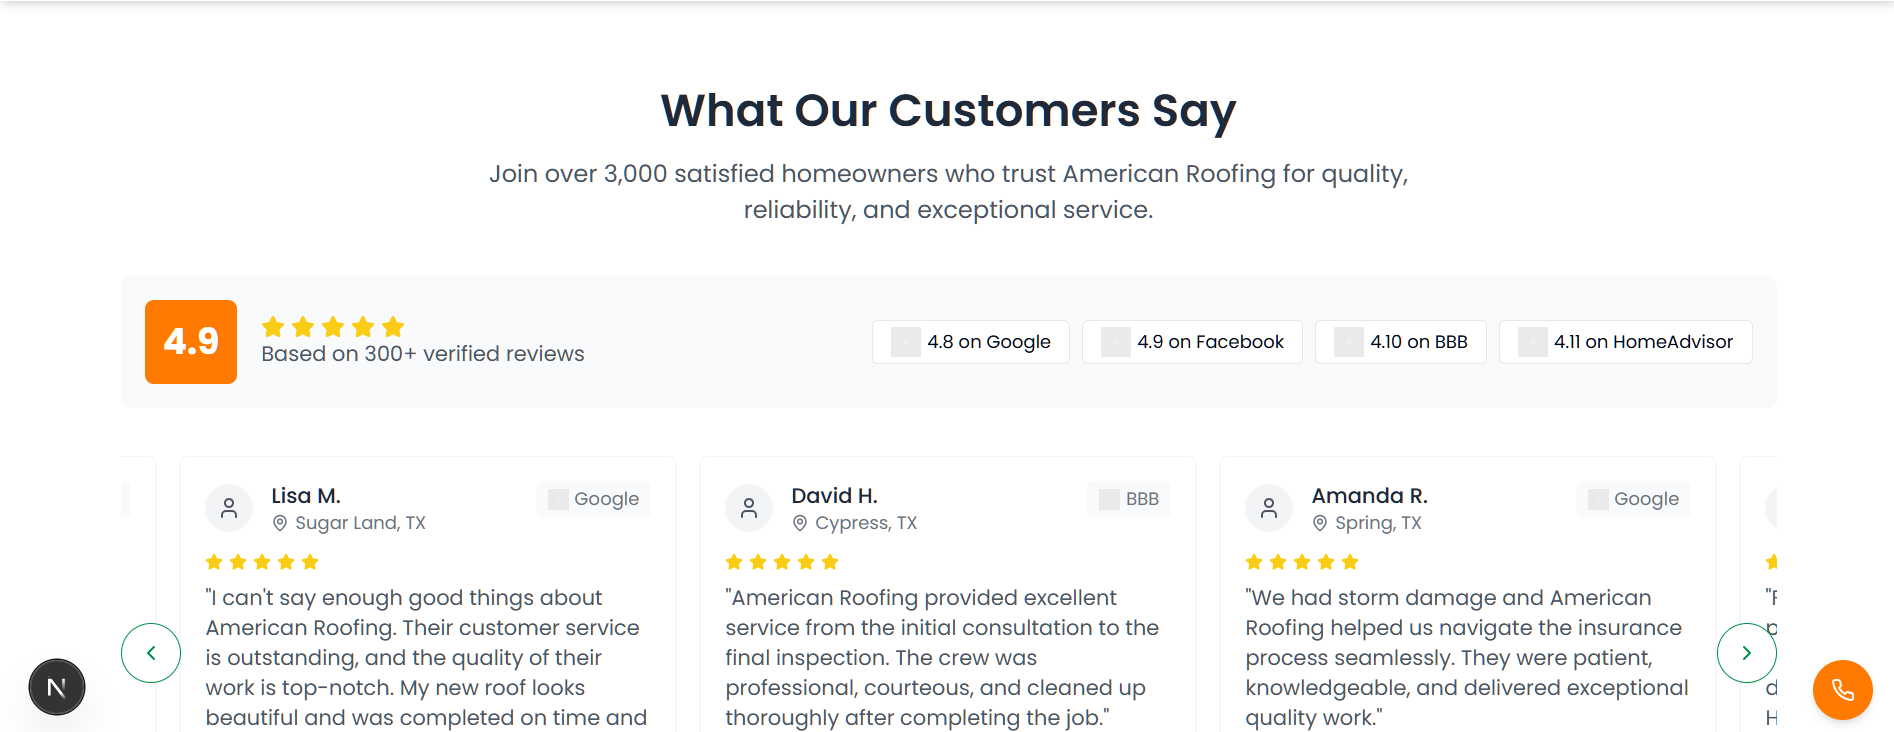 What Our Customers Say
Join over 3,000 satisfied homeowners who trust American Roofing for quality,
reliability, and exceptional service.
4.9
Based on 300+ verified reviews
4.8 on Google
4.9 on Facebook
4.10 on BBB
4.11 on HomeAdvisor
Lisa M.
Sugar Land, TX
Google
"I can't say enough good things about
American Roofing. Their customer service
is outstanding, and the quality of their
work is top-notch. My new roof looks
beautiful and was completed on time and
David H.
Cypress, TX
BBB
"American Roofing provided excellent
service from the initial consultation to the
final inspection. The crew was
professional, courteous, and cleaned up
thoroughly after completing the job."
Amanda R.
Spring, TX
Google
"We had storm damage and American
Roofing helped us navigate the insurance
process seamlessly. They were patient,
knowledgeable, and delivered exceptional
quality work."
N